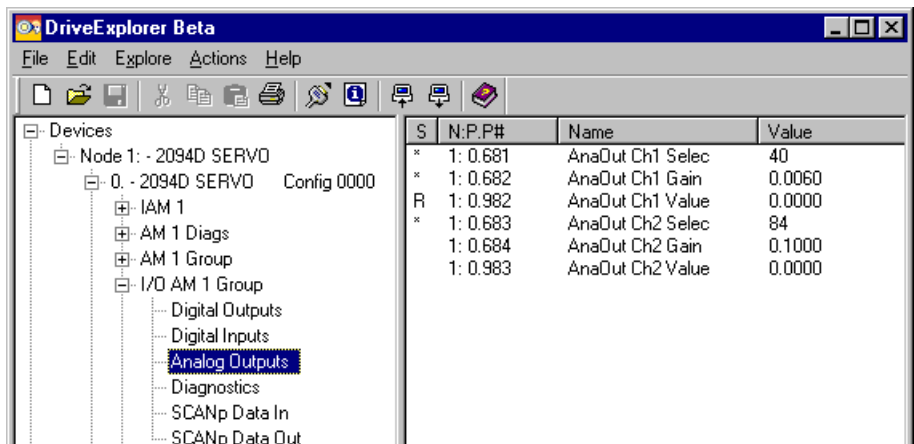 DriveExplorer Beta
File Edit Explore Actions Help
Devices
Node 1: - 2094D SERVO
0. - 2094D SERVO Config 0000
IAM 1
AM 1 Diags
AM 1 Group
I/O AM 1 Group
Digital Outputs
Digital Inputs
Analog Outputs
Diagnostics
SCANp Data In
SCANp Data Out
S N:P.P# Name Value
* 1: 0.681 AnaOut Ch1 Selec 40
* 1: 0.682 AnaOut Ch1 Gain 0.0060
R 1: 0.982 AnaOut Ch1 Value 0.0000
* 1: 0.683 AnaOut Ch2 Selec 84
1: 0.684 AnaOut Ch2 Gain 0.1000
1: 0.983 AnaOut Ch2 Value 0.0000